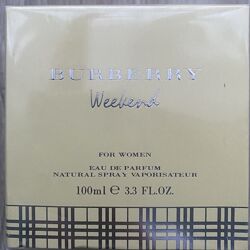 BURBERRY
Weekend
FOR WOMEN
EAU DE PARFUM
NATURAL SPRAY VAPORISATEUR
100ml ℮ 3.3 FL.OZ.